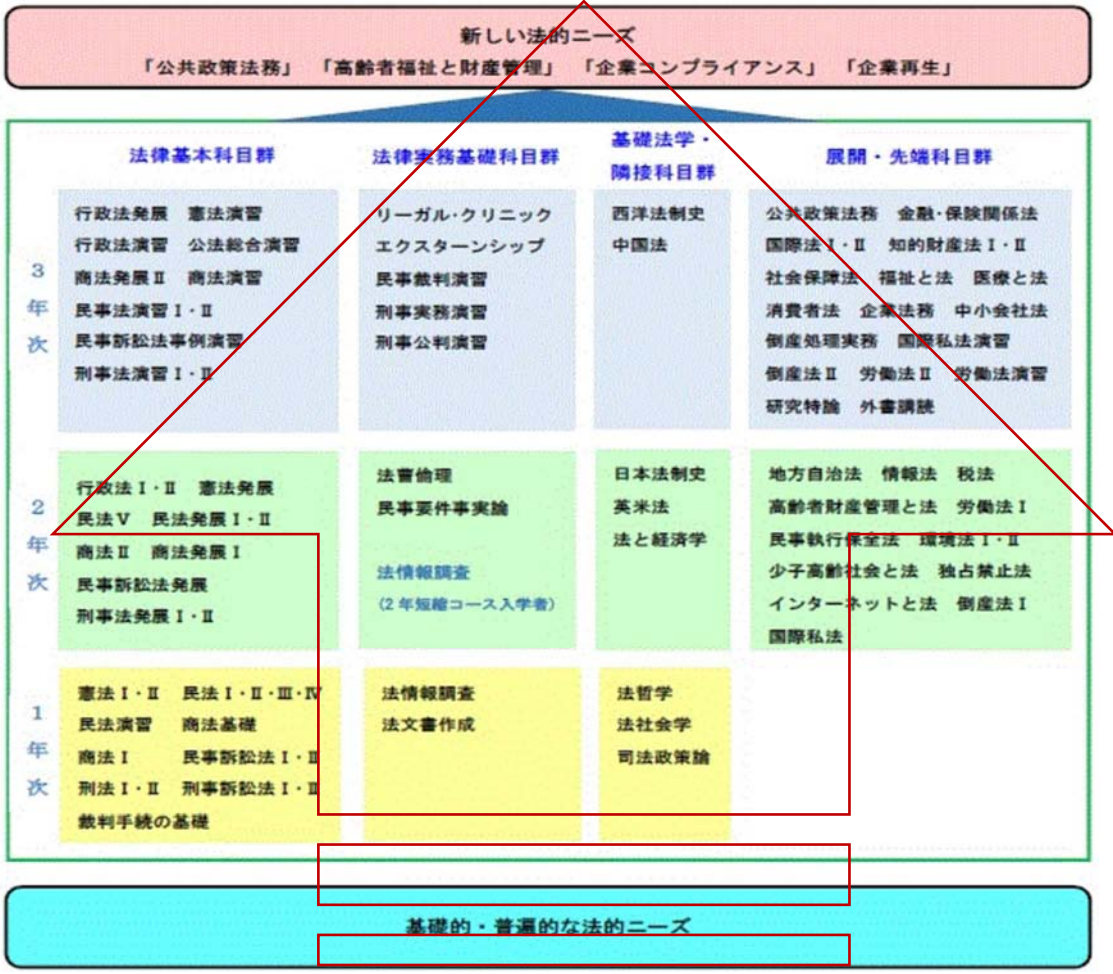 新しい法的ニーズ
「公共政策法務」 「高齢者福祉と財産管理」 「企業コンプライアンス」 「企業再生」
法律基本科目群
法律実務基礎科目群
基礎法学・
隣接科目群
展開・先端科目群
3
年
次
行政法発展 憲法演習
行政法演習 公法総合演習
商法発展Ⅱ 商法演習
民事法演習Ⅰ・Ⅱ
民事訴訟法事例演習
刑事法演習Ⅰ・Ⅱ
リーガル・クリニック
エクスターンシップ
民事裁判演習
刑事実務演習
刑事公判演習
西洋法制史
中国法
公共政策法務 金融・保険関係法
国際法Ⅰ・Ⅱ 知的財産法Ⅰ・Ⅱ
社会保障法 福祉と法 医療と法
消費者法 企業法務 中小会社法
倒産処理実務 国際私法演習
倒産法Ⅱ 労働法Ⅱ 労働法演習
研究特論 外書講読
2
年
次
行政法Ⅰ・Ⅱ 憲法発展
民法Ⅴ 民法発展Ⅰ・Ⅱ
商法Ⅱ 商法発展Ⅰ
民事訴訟法発展
刑事法発展Ⅰ・Ⅱ
法曹倫理
民事要件事実論
法情報調査
(2年短縮コース入学者)
日本法制史
英米法
法と経済学
地方自治法 情報法 税法
高齢者財産管理と法 労働法Ⅰ
民事執行保全法 環境法Ⅰ・Ⅱ
少子高齢社会と法 独占禁止法
インターネットと法 倒産法Ⅰ
国際私法
1
年
次
憲法Ⅰ・Ⅱ 民法Ⅰ・Ⅱ・Ⅲ・Ⅳ
民法演習 商法基礎
商法Ⅰ 民事訴訟法Ⅰ・Ⅱ
刑法Ⅰ・Ⅱ 刑事訴訟法Ⅰ・Ⅱ
裁判手続の基礎
法情報調査
法文書作成
法哲学
法社会学
司法政策論
基礎的・普遍的な法的ニーズ